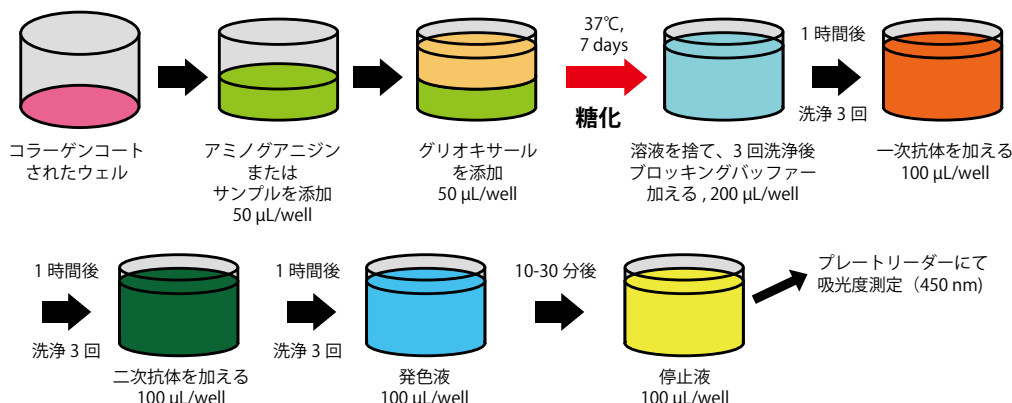 37℃,
7 days
糖化
1 時間後
洗浄 3 回
コラーゲンコート
されたウェル
アミノグアニジン
または
サンプルを添加
50 μL/well
グリオキサール
を添加
50 μL/well
溶液を捨て、3 回洗浄後
ブロッキングバッファー
加える , 200 μL/well
一次抗体を加える
100 μL/well
1 時間後
洗浄 3 回
二次抗体を加える
100 μL/well
1 時間後
洗浄 3 回
発色液
100 μL/well
10-30 分後
停止液
100 μL/well
プレートリーダーにて
吸光度測定（450 nm)